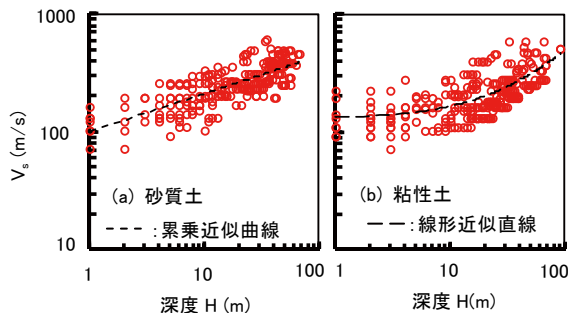 1000
100
10
Vs (m/s)
(a) 砂質土
:累乗近似曲線
1
10
100
深度 H (m)
(b) 粘性土
:線形近似直線
1
10
100
深度 H(m)